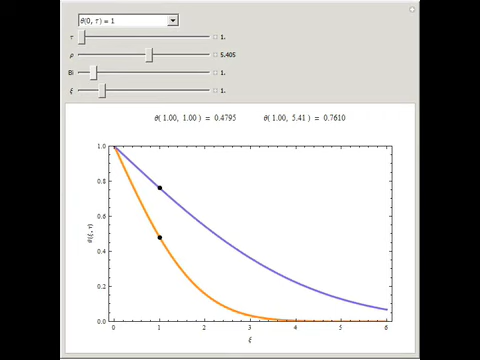 θ(0, τ) = 1
τ 1.
ρ 5.405
Bi 1.
ξ 1.
θ( 1.00, 1.00 ) = 0.4795 θ( 1.00, 5.41 ) = 0.7610
1.0
0.8
0.6
0.4
0.2
0.0
θ(ξ, τ)
0 1 2 3 4 5 6
ξ